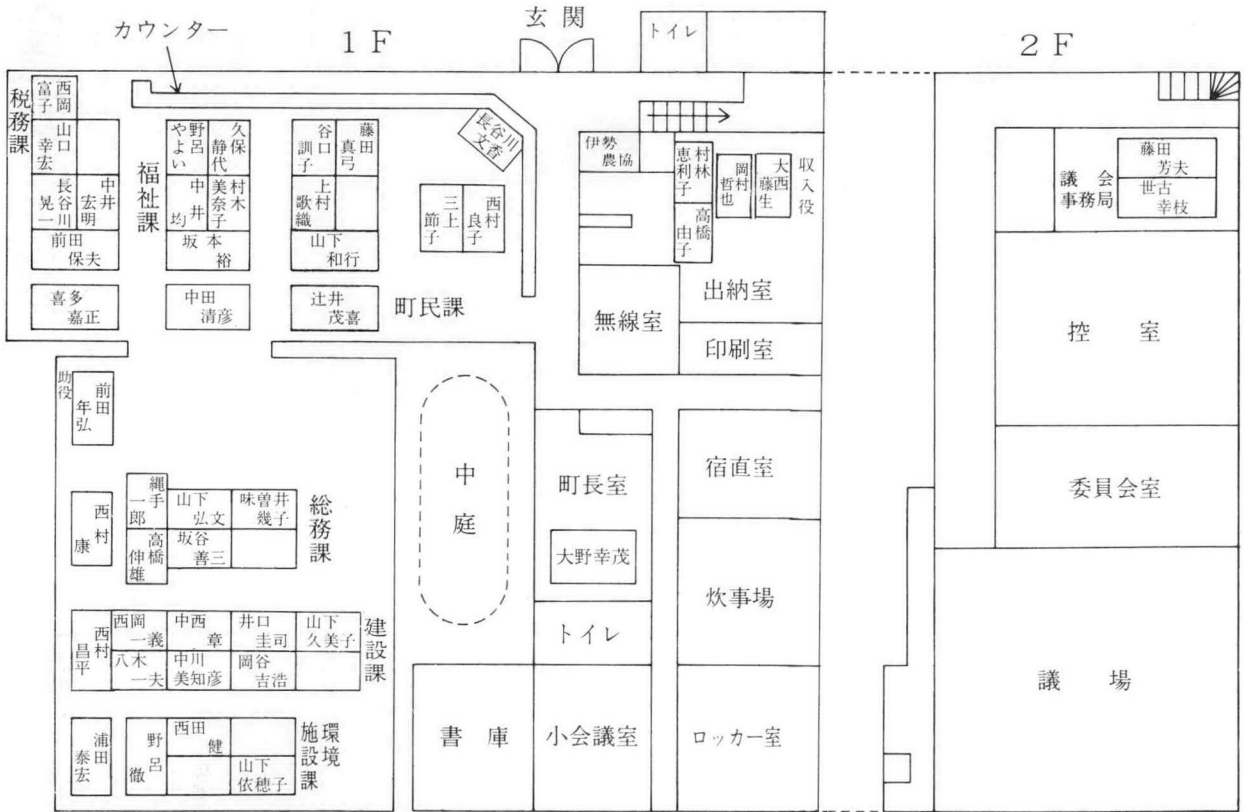 カウンター
1F
玄関
トイレ
2F
税務課
西岡
富子
山口
幸宏
長谷川
晃一
中井
宏明
前田
保夫
喜多
嘉正
福祉課
野呂
やよい
久保
静代
中井
均
村木
美奈子
坂本
裕
中田
清彦
谷口
訓子
藤田
真弓
上村
歌織
山下
和行
辻井
茂喜
町民課
長谷川
文香
三上
節子
西村
良子
伊勢
農協
村林
恵利子
高橋
由子
岡村
哲也
大西
藤生
収入役
出納室
無線室
印刷室
議会
事務局
藤田
芳夫
世古
幸枝
控室
委員会室
議場
助役
前田
年弘
西村
康
縄手
一郎
高橋
伸雄
山下
弘文
坂谷
善三
味曽井
幾子
総務課
西村
昌平
西岡
一義
八木
一夫
中西
章
中川
美知彦
井口
圭司
岡谷
吉浩
山下
久美子
建設課
浦田
泰宏
野呂
徹
西田
健
山下
依穂子
環境
施設課
中庭
町長室
大野幸茂
トイレ
書庫
小会議室
宿直室
炊事場
ロッカー室